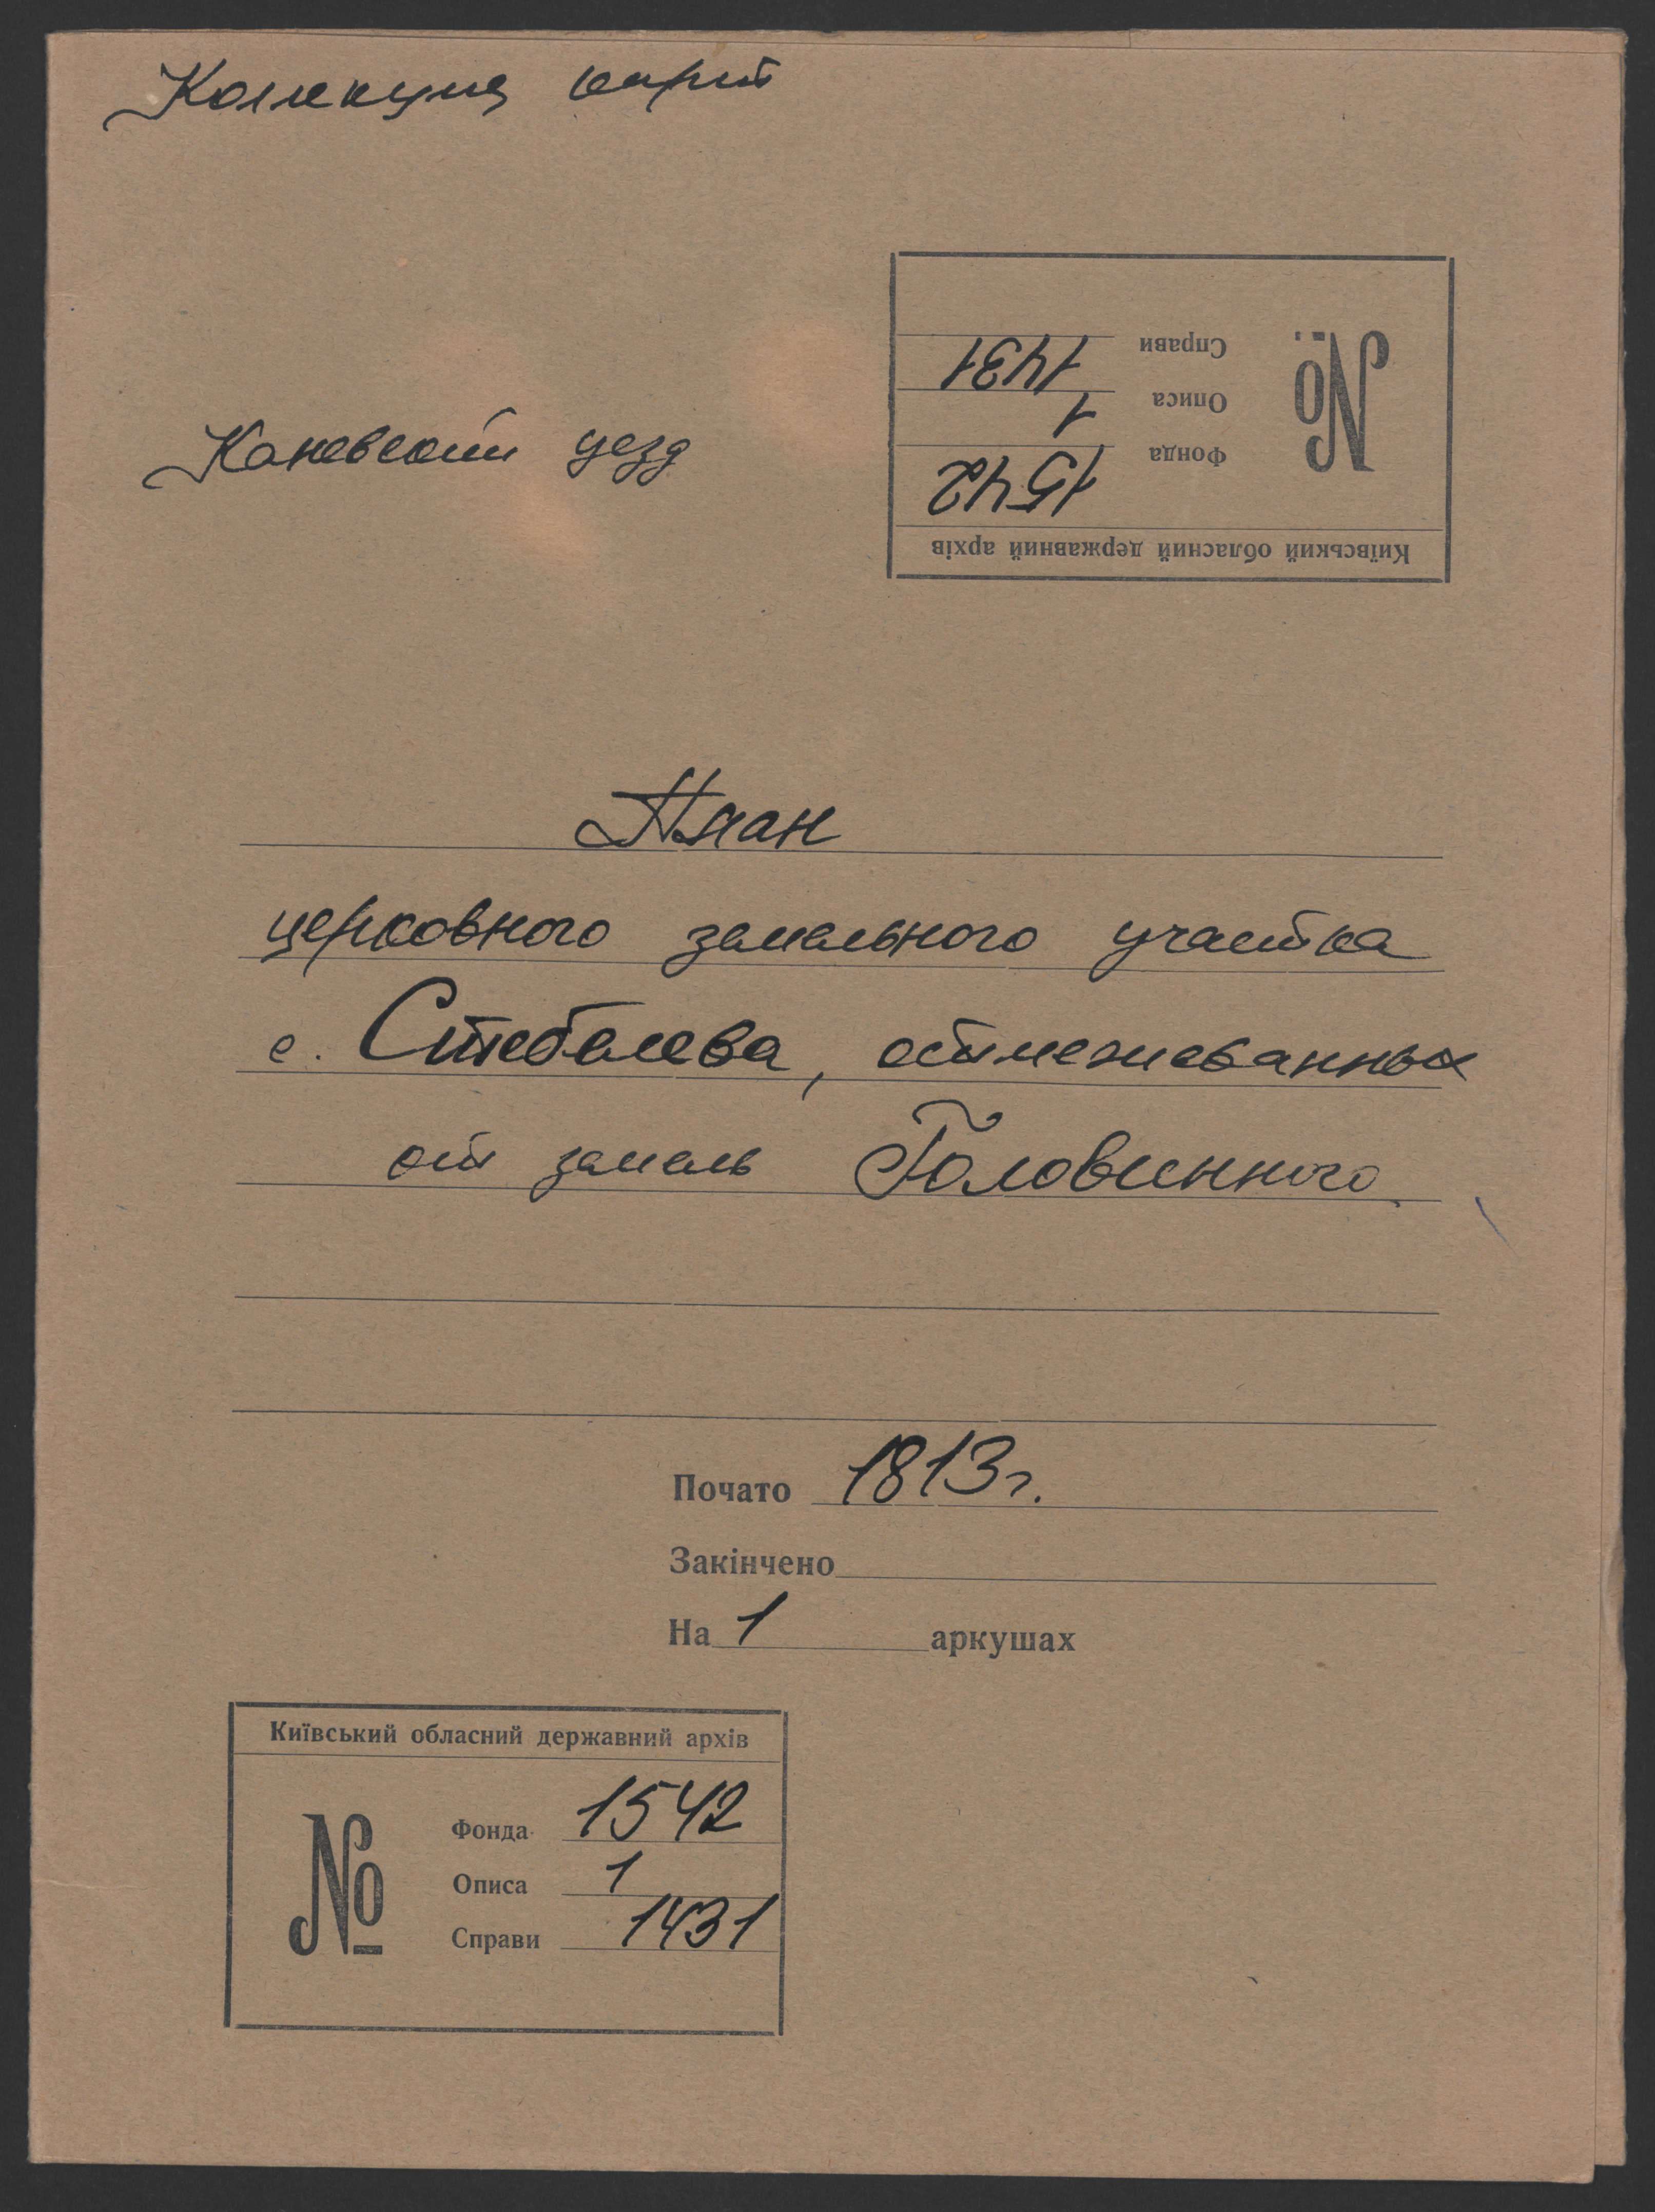 Коллекция карт
Справи 1431
Описа 1
Фонда 1542
№
Київський обласний державний архів
Каневский уезд
План
церковного земельного участка
с. Стеблева, отмежеванных
от земель Головинского
Почато 1813 г.
Закінчено
На 1 аркушах
Київський обласний державний архів
№
Фонда 1542
Описа 1
Справи 1431